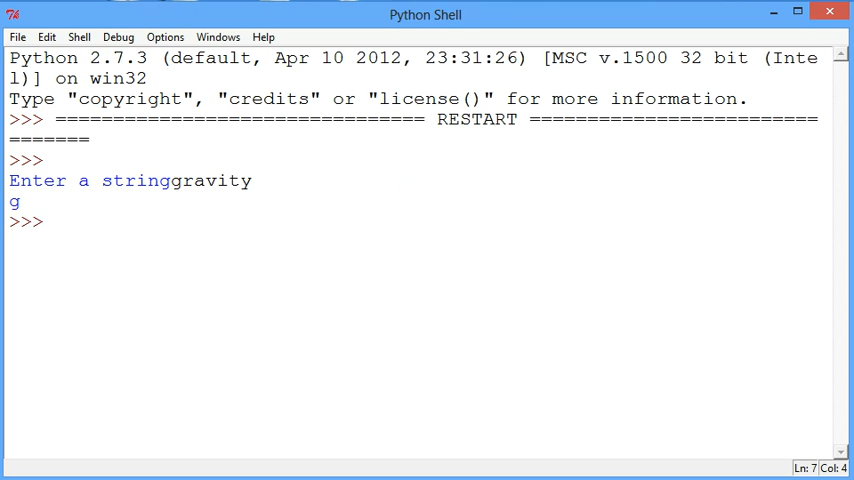 Python Shell
File Edit Shell Debug Options Windows Help
Python 2.7.3 (default, Apr 10 2012, 23:31:26) [MSC v.1500 32 bit (Inte
l)] on win32
Type "copyright", "credits" or "license()" for more information.
>>> ================================ RESTART =========================
=======
>>>
Enter a stringgravity
g
>>>
Ln: 7 Col: 4